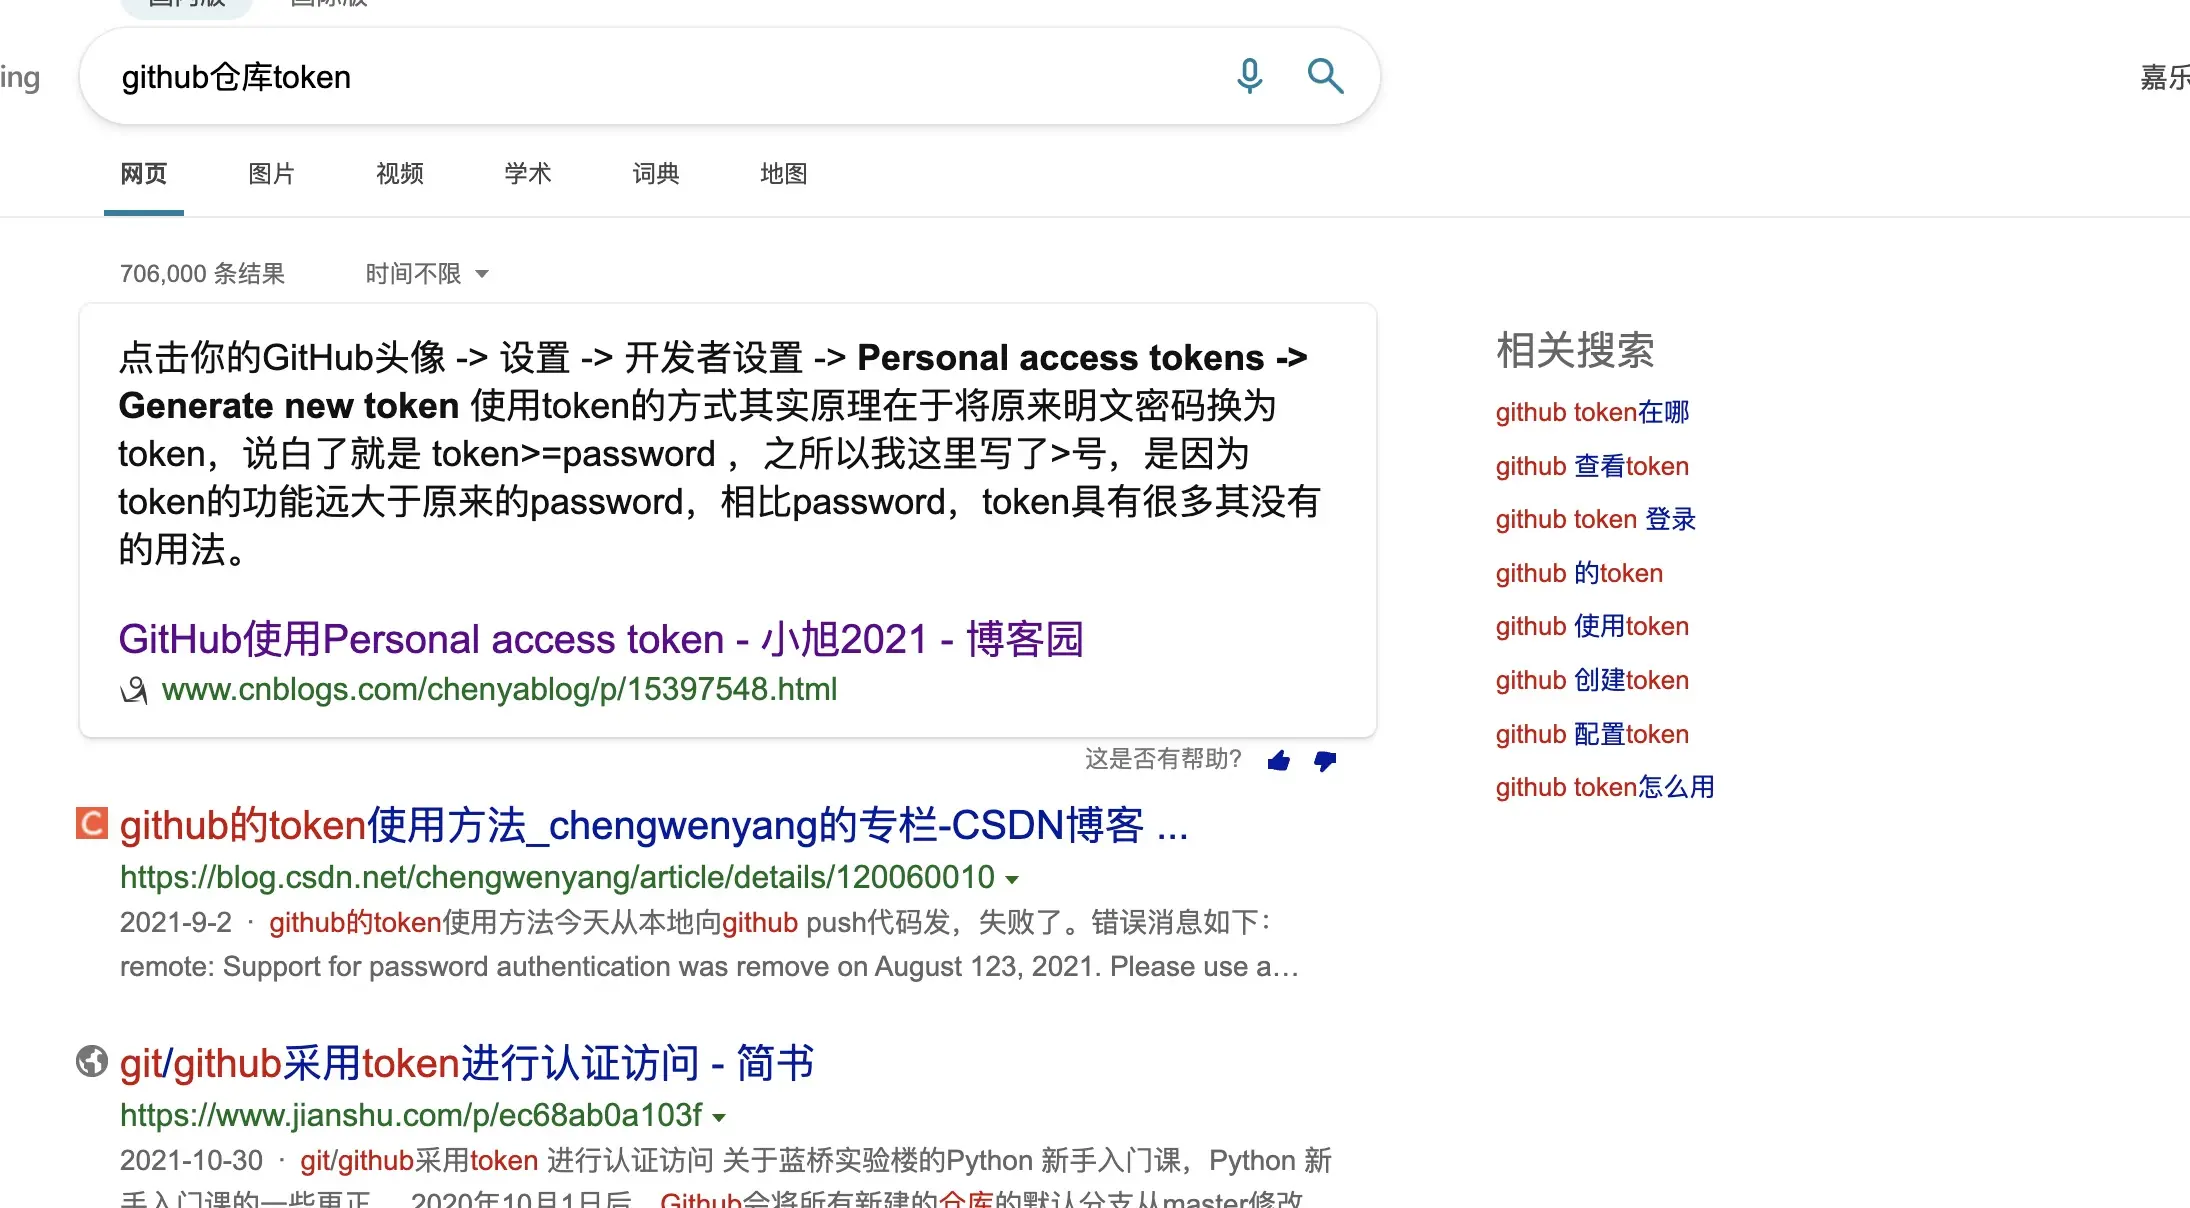 国内版 国际版
ing
github仓库token
嘉乐
网页 图片 视频 学术 词典 地图
706,000 条结果 时间不限
点击你的GitHub头像 -> 设置 -> 开发者设置 -> Personal access tokens ->
Generate new token 使用token的方式其实原理在于将原来明文密码换为
token，说白了就是 token>=password ，之所以我这里写了>号，是因为
token的功能远大于原来的password，相比password，token具有很多其没有
的用法。
GitHub使用Personal access token - 小旭2021 - 博客园
www.cnblogs.com/chenyablog/p/15397548.html
这是否有帮助?
github的token使用方法_chengwenyang的专栏-CSDN博客 ...
https://blog.csdn.net/chengwenyang/article/details/120060010
2021-9-2 · github的token使用方法今天从本地向github push代码发，失败了。错误消息如下：
remote: Support for password authentication was remove on August 123, 2021. Please use a…
git/github采用token进行认证访问 - 简书
https://www.jianshu.com/p/ec68ab0a103f
2021-10-30 · git/github采用token 进行认证访问 关于蓝桥实验楼的Python 新手入门课，Python 新
手入门课的一些更正。 2020年10月1日后，Github会将所有新建的仓库的默认分支从master修改
相关搜索
github token在哪
github 查看token
github token 登录
github 的token
github 使用token
github 创建token
github 配置token
github token怎么用